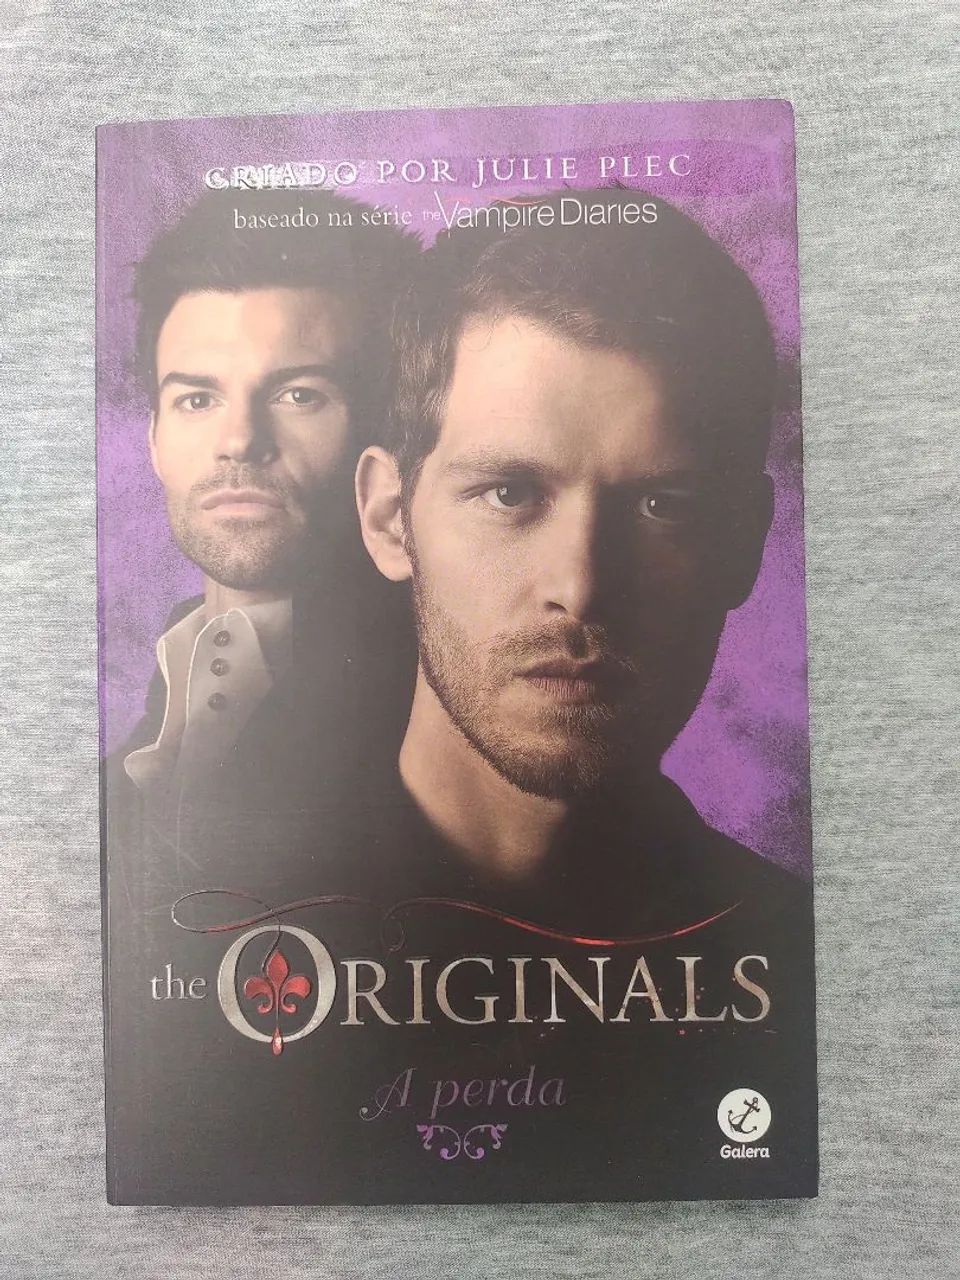 CRIADO POR JULIE PLEC
baseado na série the Vampire Diaries
the ORIGINALS
A perda
Galera